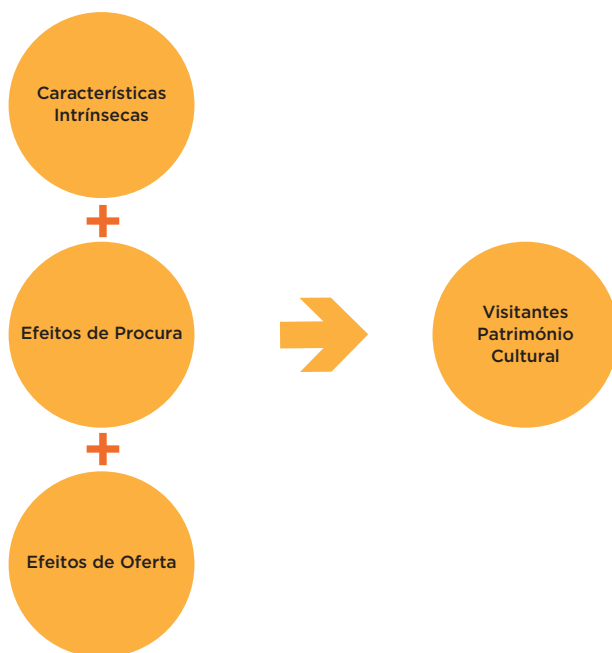 Características
Intrínsecas
+
Efeitos de Procura
+
Efeitos de Oferta
Visitantes
Património
Cultural